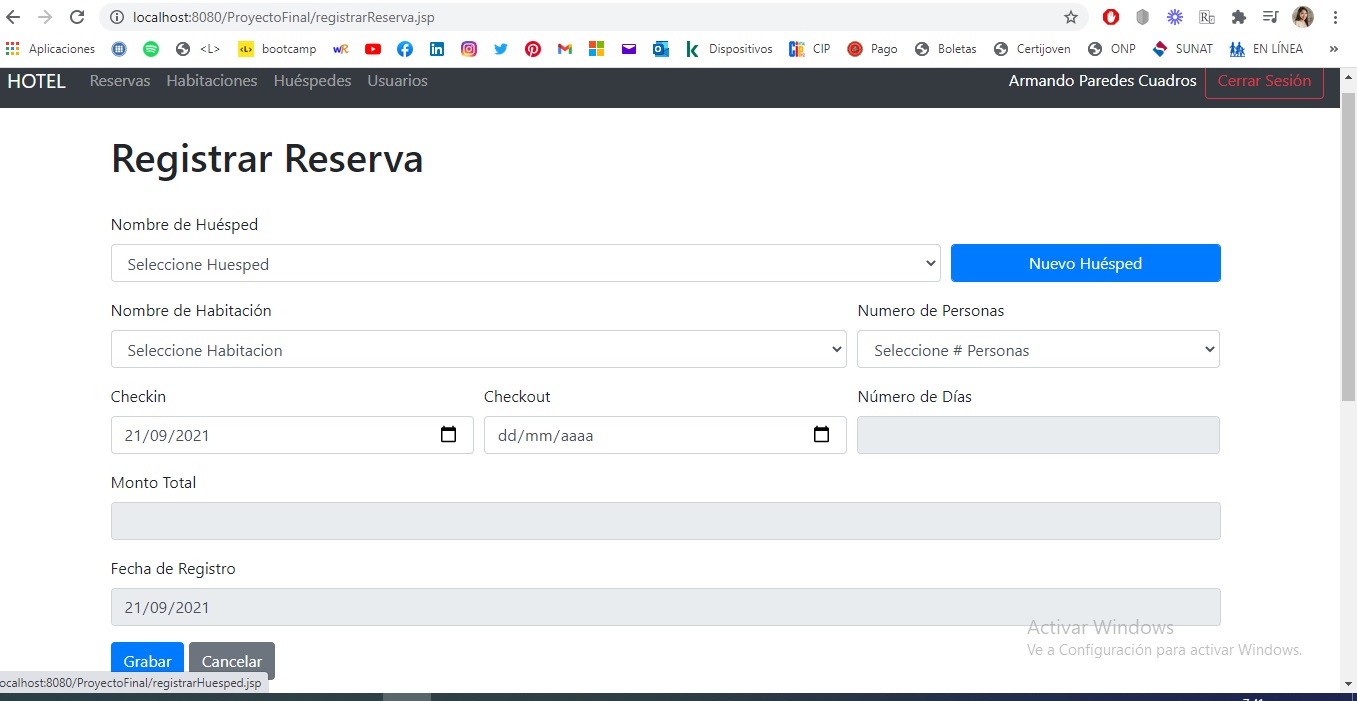 localhost:8080/ProyectoFinal/registrarReserva.jsp
Aplicaciones <L> <L> bootcamp wR Dispositivos CIP Pago Boletas Certijoven ONP SUNAT EN LÍNEA »
HOTEL Reservas Habitaciones Huéspedes Usuarios Armando Paredes Cuadros Cerrar Sesión
Registrar Reserva
Nombre de Huésped
Seleccione Huesped Nuevo Huésped
Nombre de Habitación Numero de Personas
Seleccione Habitacion Seleccione # Personas
Checkin Checkout Número de Días
21/09/2021 dd/mm/aaaa
Monto Total
Fecha de Registro
21/09/2021
Activar Windows
Ve a Configuración para activar Windows.
Grabar Cancelar
ocalhost:8080/ProyectoFinal/registrarHuesped.jsp